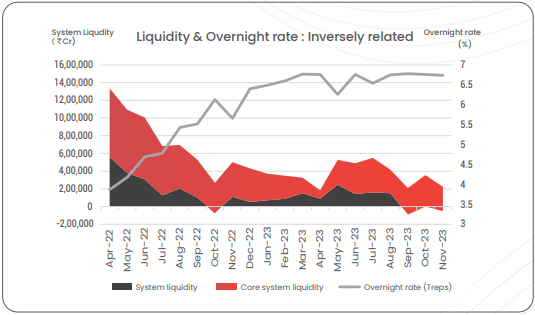 System Liqudity
( ₹Cr)
Liquidity & Overnight rate : Inversely related
Overnight rate
(%)
16,00,000
14,00,000
12,00,000
10,00,000
8,00,000
6,00,000
4,00,000
2,00,000
0
-2,00,000
7
6.5
6
5.5
5
4.5
4
3.5
3
Apr-22
May-22
Jun-22
Jul-22
Aug-22
Sep-22
Oct-22
Nov-22
Dec-22
Jan-23
Feb-23
Mar-23
Apr-23
May-23
Jun-23
Jul-23
Aug-23
Sep-23
Oct-23
Nov-23
System liquidity
Core system liquidity
Overnight rate (Treps)